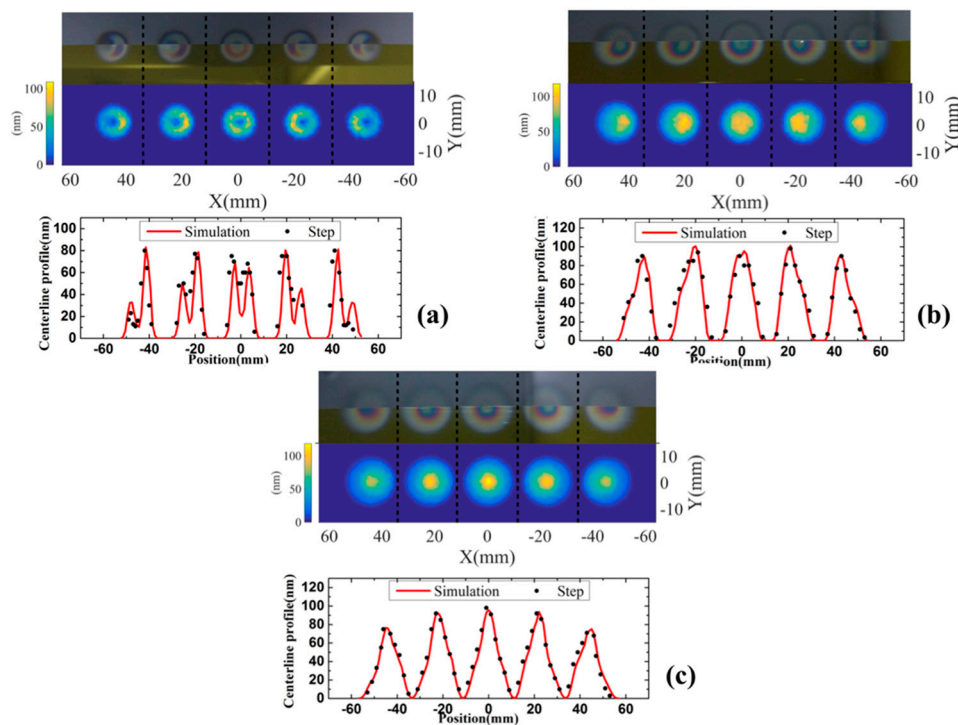 100
50
0
(nm)
10
0
-10
Y(mm)
60 40 20 0 -20 -40 -60
X(mm)
Centerline profile(nm)
100
80
60
40
20
0
Simulation Step
-60 -40 -20 0 20 40 60
Position(mm)
(a)
100
50
0
(nm)
10
0
-10
Y(mm)
60 40 20 0 -20 -40 -60
X(mm)
Centerline profile(nm)
120
100
80
60
40
20
0
Simulation Step
-60 -40 -20 0 20 40 60
Position(mm)
(b)
100
50
0
(nm)
10
0
-10
Y(mm)
60 40 20 0 -20 -40 -60
X(mm)
Centerline profile(nm)
120
100
80
60
40
20
0
Simulation Step
-60 -40 -20 0 20 40 60
Position(mm)
(c)